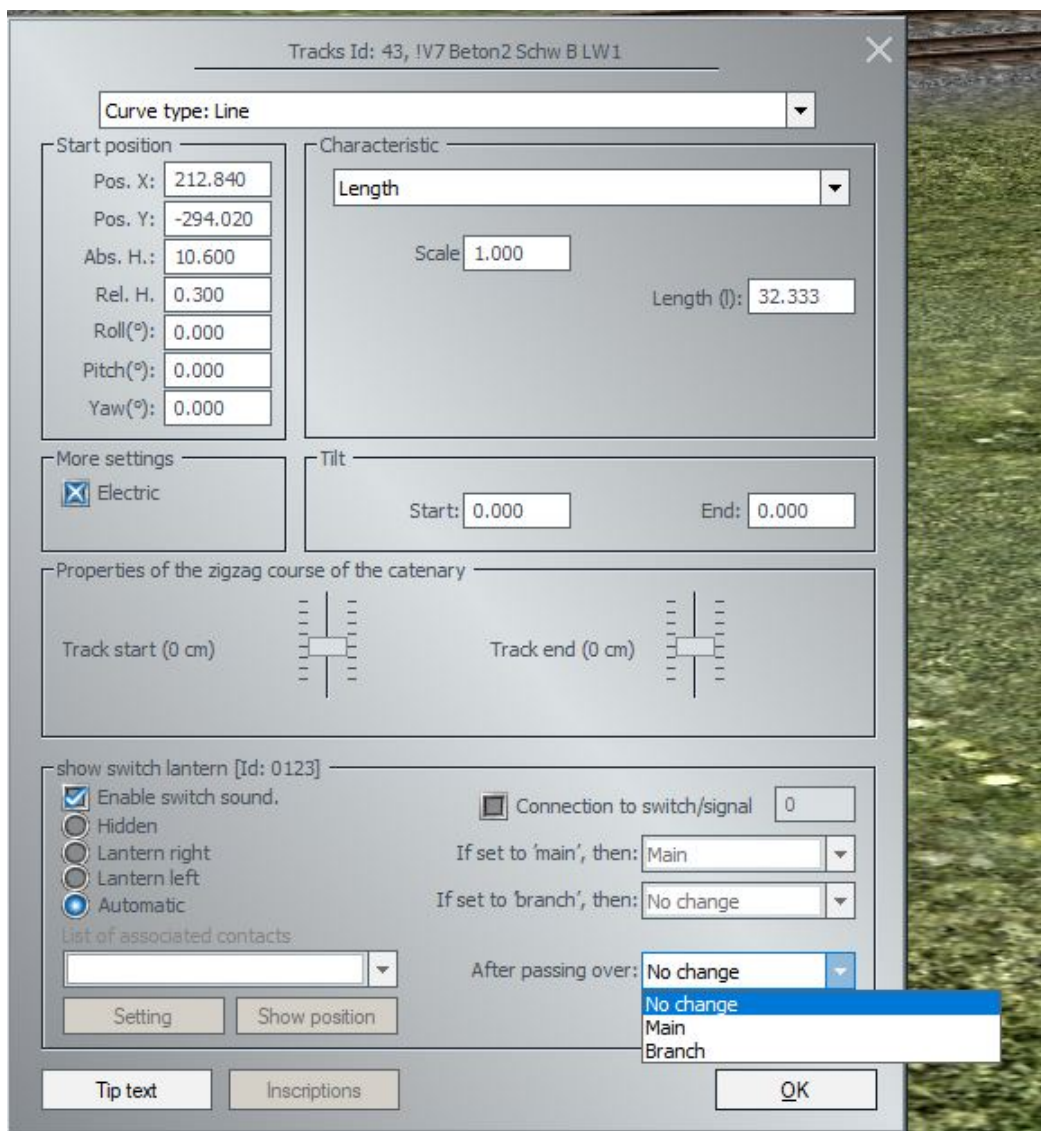 Tracks Id: 43, !V7 Beton2 Schw B LW1
Curve type: Line
Start position
Pos. X: 212.840
Pos. Y: -294.020
Abs. H.: 10.600
Rel. H. 0.300
Roll(°): 0.000
Pitch(°): 0.000
Yaw(°): 0.000
Characteristic
Length
Scale 1.000
Length (l): 32.333
More settings
Electric
Tilt
Start: 0.000 End: 0.000
Properties of the zigzag course of the catenary
Track start (0 cm) Track end (0 cm)
show switch lantern [Id: 0123]
Enable switch sound.
Hidden
Lantern right
Lantern left
Automatic
List of associated contacts
Setting Show position
Connection to switch/signal 0
If set to 'main', then: Main
If set to 'branch', then: No change
After passing over: No change
No change
Main
Branch
Tip text Inscriptions OK